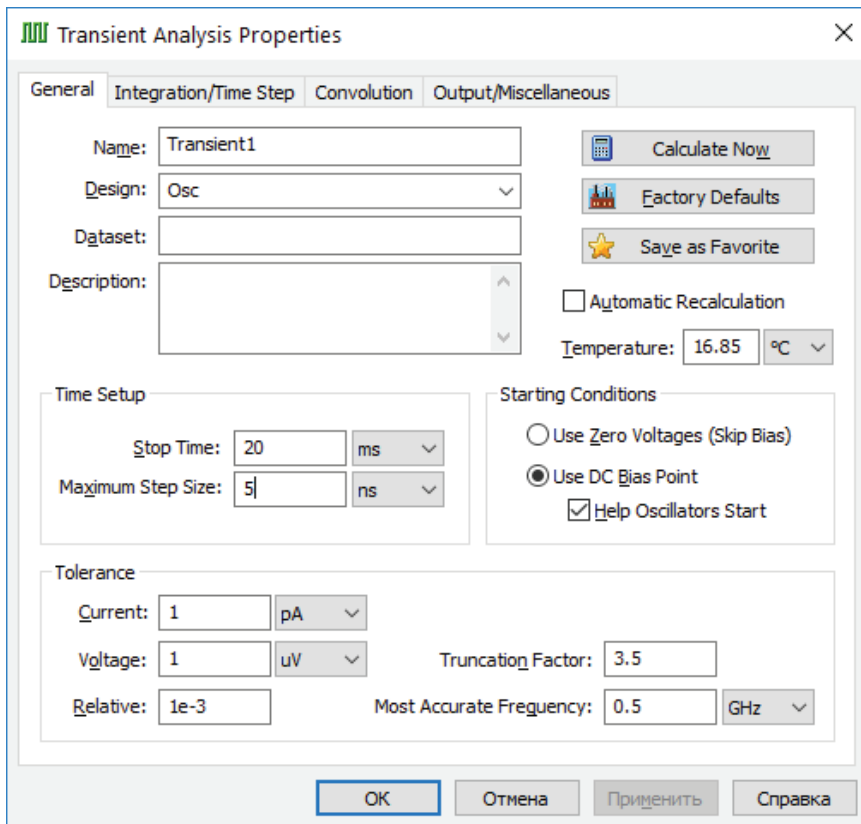 Transient Analysis Properties
General Integration/Time Step Convolution Output/Miscellaneous
Name: Transient1 Calculate Now
Design: Osc Factory Defaults
Dataset: Save as Favorite
Description:
Automatic Recalculation
Temperature: 16.85 °C
Time Setup
Stop Time: 20 ms
Maximum Step Size: 5 ns
Starting Conditions
Use Zero Voltages (Skip Bias)
Use DC Bias Point
Help Oscillators Start
Tolerance
Current: 1 pA
Voltage: 1 uV Truncation Factor: 3.5
Relative: 1e-3 Most Accurate Freguency: 0.5 GHz
OK Отмена Применить Справка